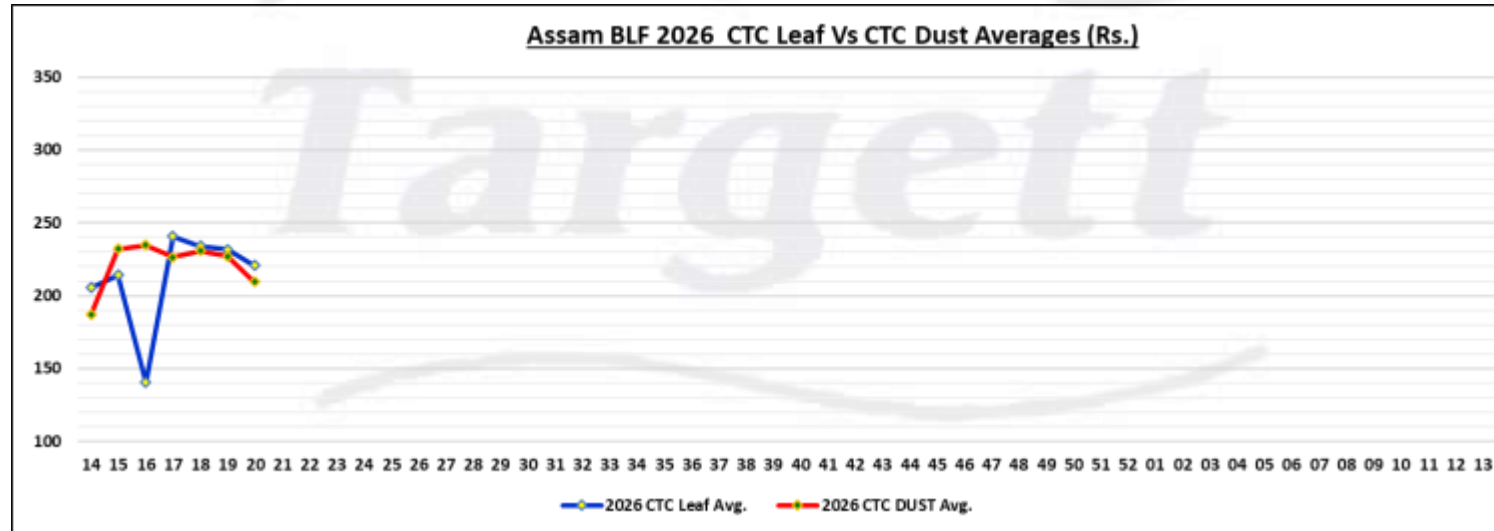 Assam BLF 2026 CTC Leaf Vs CTC Dust Averages (Rs.)
Targett
350
300
250
200
150
100
14 15 16 17 18 19 20 21 22 23 24 25 26 27 28 29 30 31 32 33 34 35 36 37 38 39 40 41 42 43 44 45 46 47 48 49 50 51 52 01 02 03 04 05 06 07 08 09 10 11 12 13
2026 CTC Leaf Avg. 2026 CTC DUST Avg.